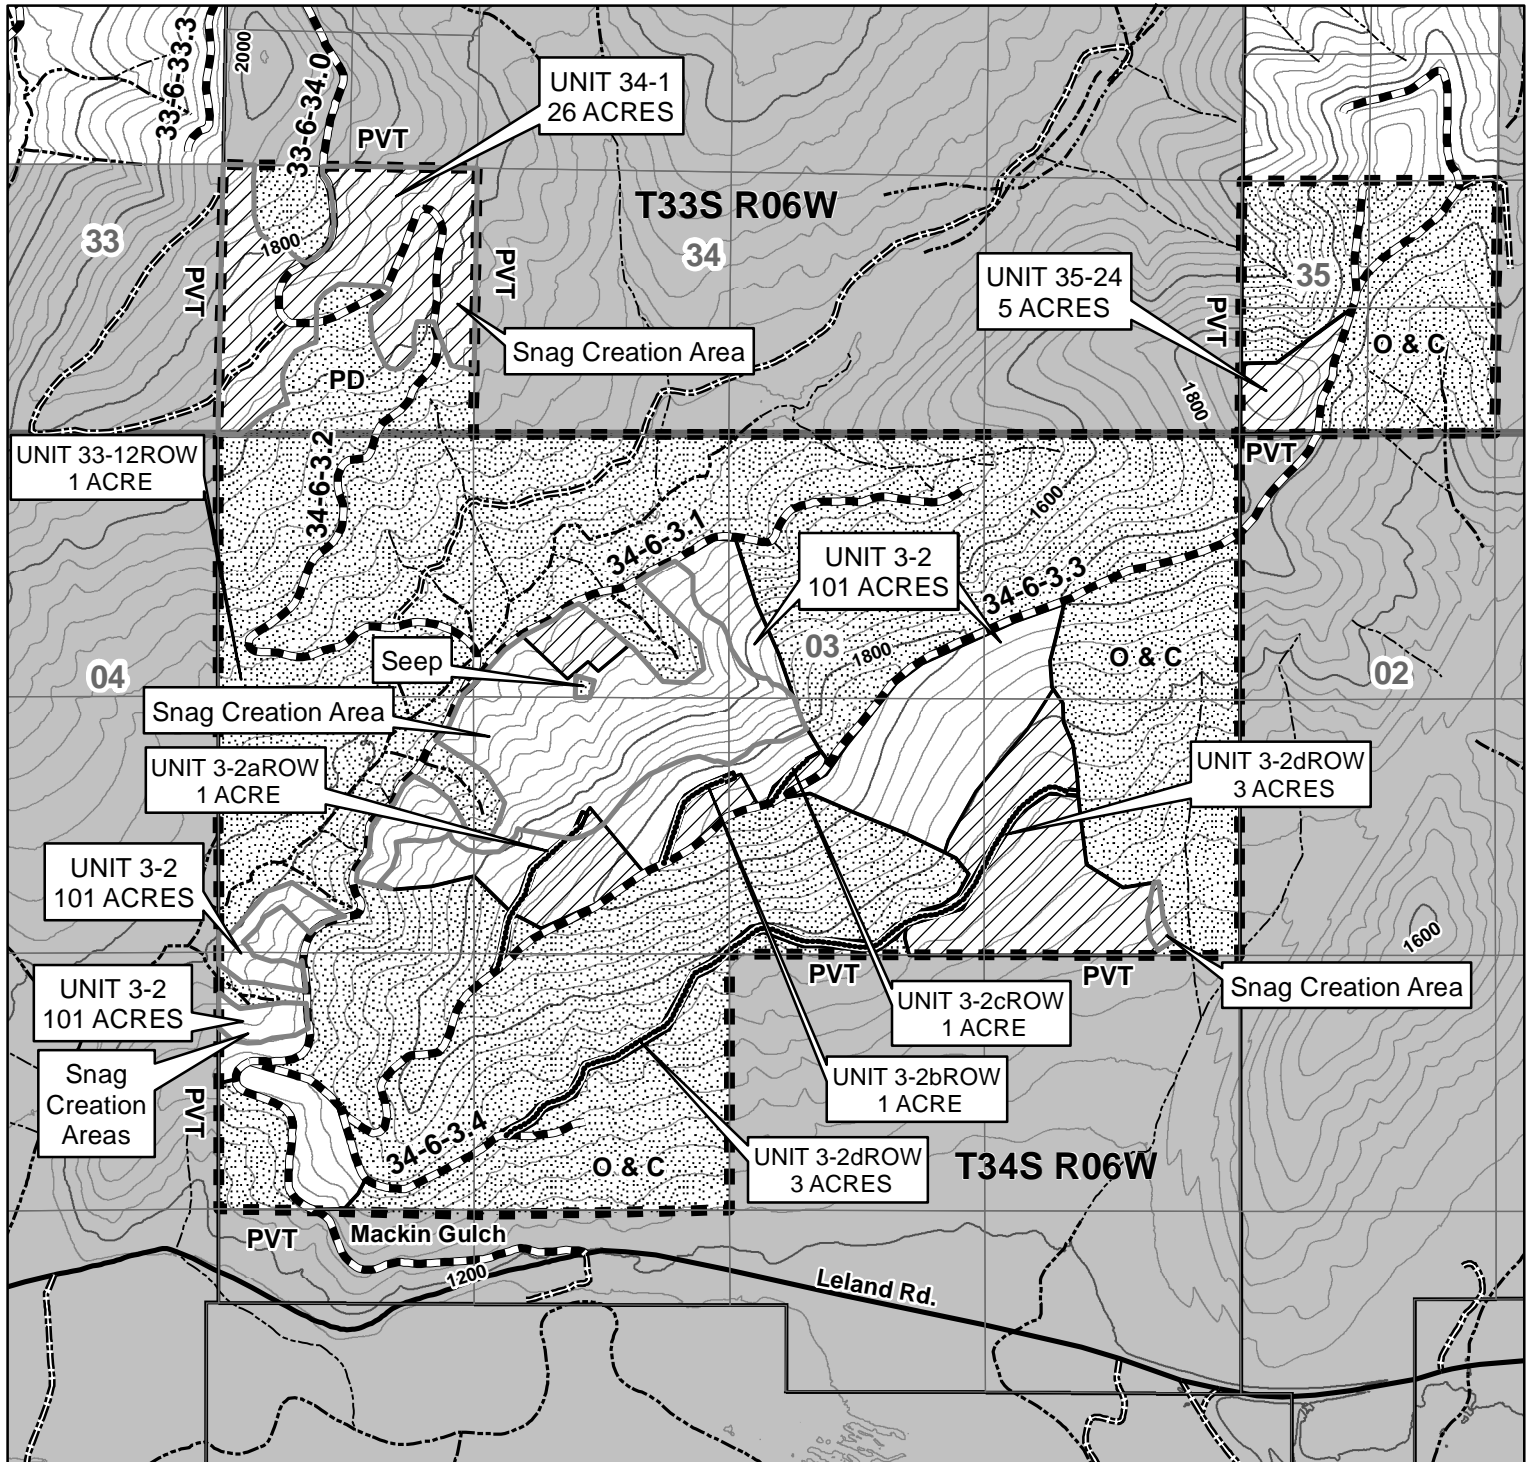 33-6-33.3
2000
33-6-34.0
PVT
UNIT 34-1
26 ACRES
T33S R06W
33
34
35
1800
PVT
PVT
UNIT 35-24
5 ACRES
PVT
Snag Creation Area
O & C
PD
1800
UNIT 33-12ROW
1 ACRE
34-6-3.2
PVT
1600
34-6-3.1
UNIT 3-2
101 ACRES
34-6-3.3
03
1800
O & C
Seep
04
02
Snag Creation Area
UNIT 3-2aROW
1 ACRE
UNIT 3-2dROW
3 ACRES
UNIT 3-2
101 ACRES
1600
PVT
PVT
Snag Creation Area
UNIT 3-2
101 ACRES
UNIT 3-2cROW
1 ACRE
Snag
Creation
Areas
UNIT 3-2bROW
1 ACRE
PVT
34-6-3.4
O & C
UNIT 3-2dROW
3 ACRES
T34S R06W
PVT
Mackin Gulch
1200
Leland Rd.